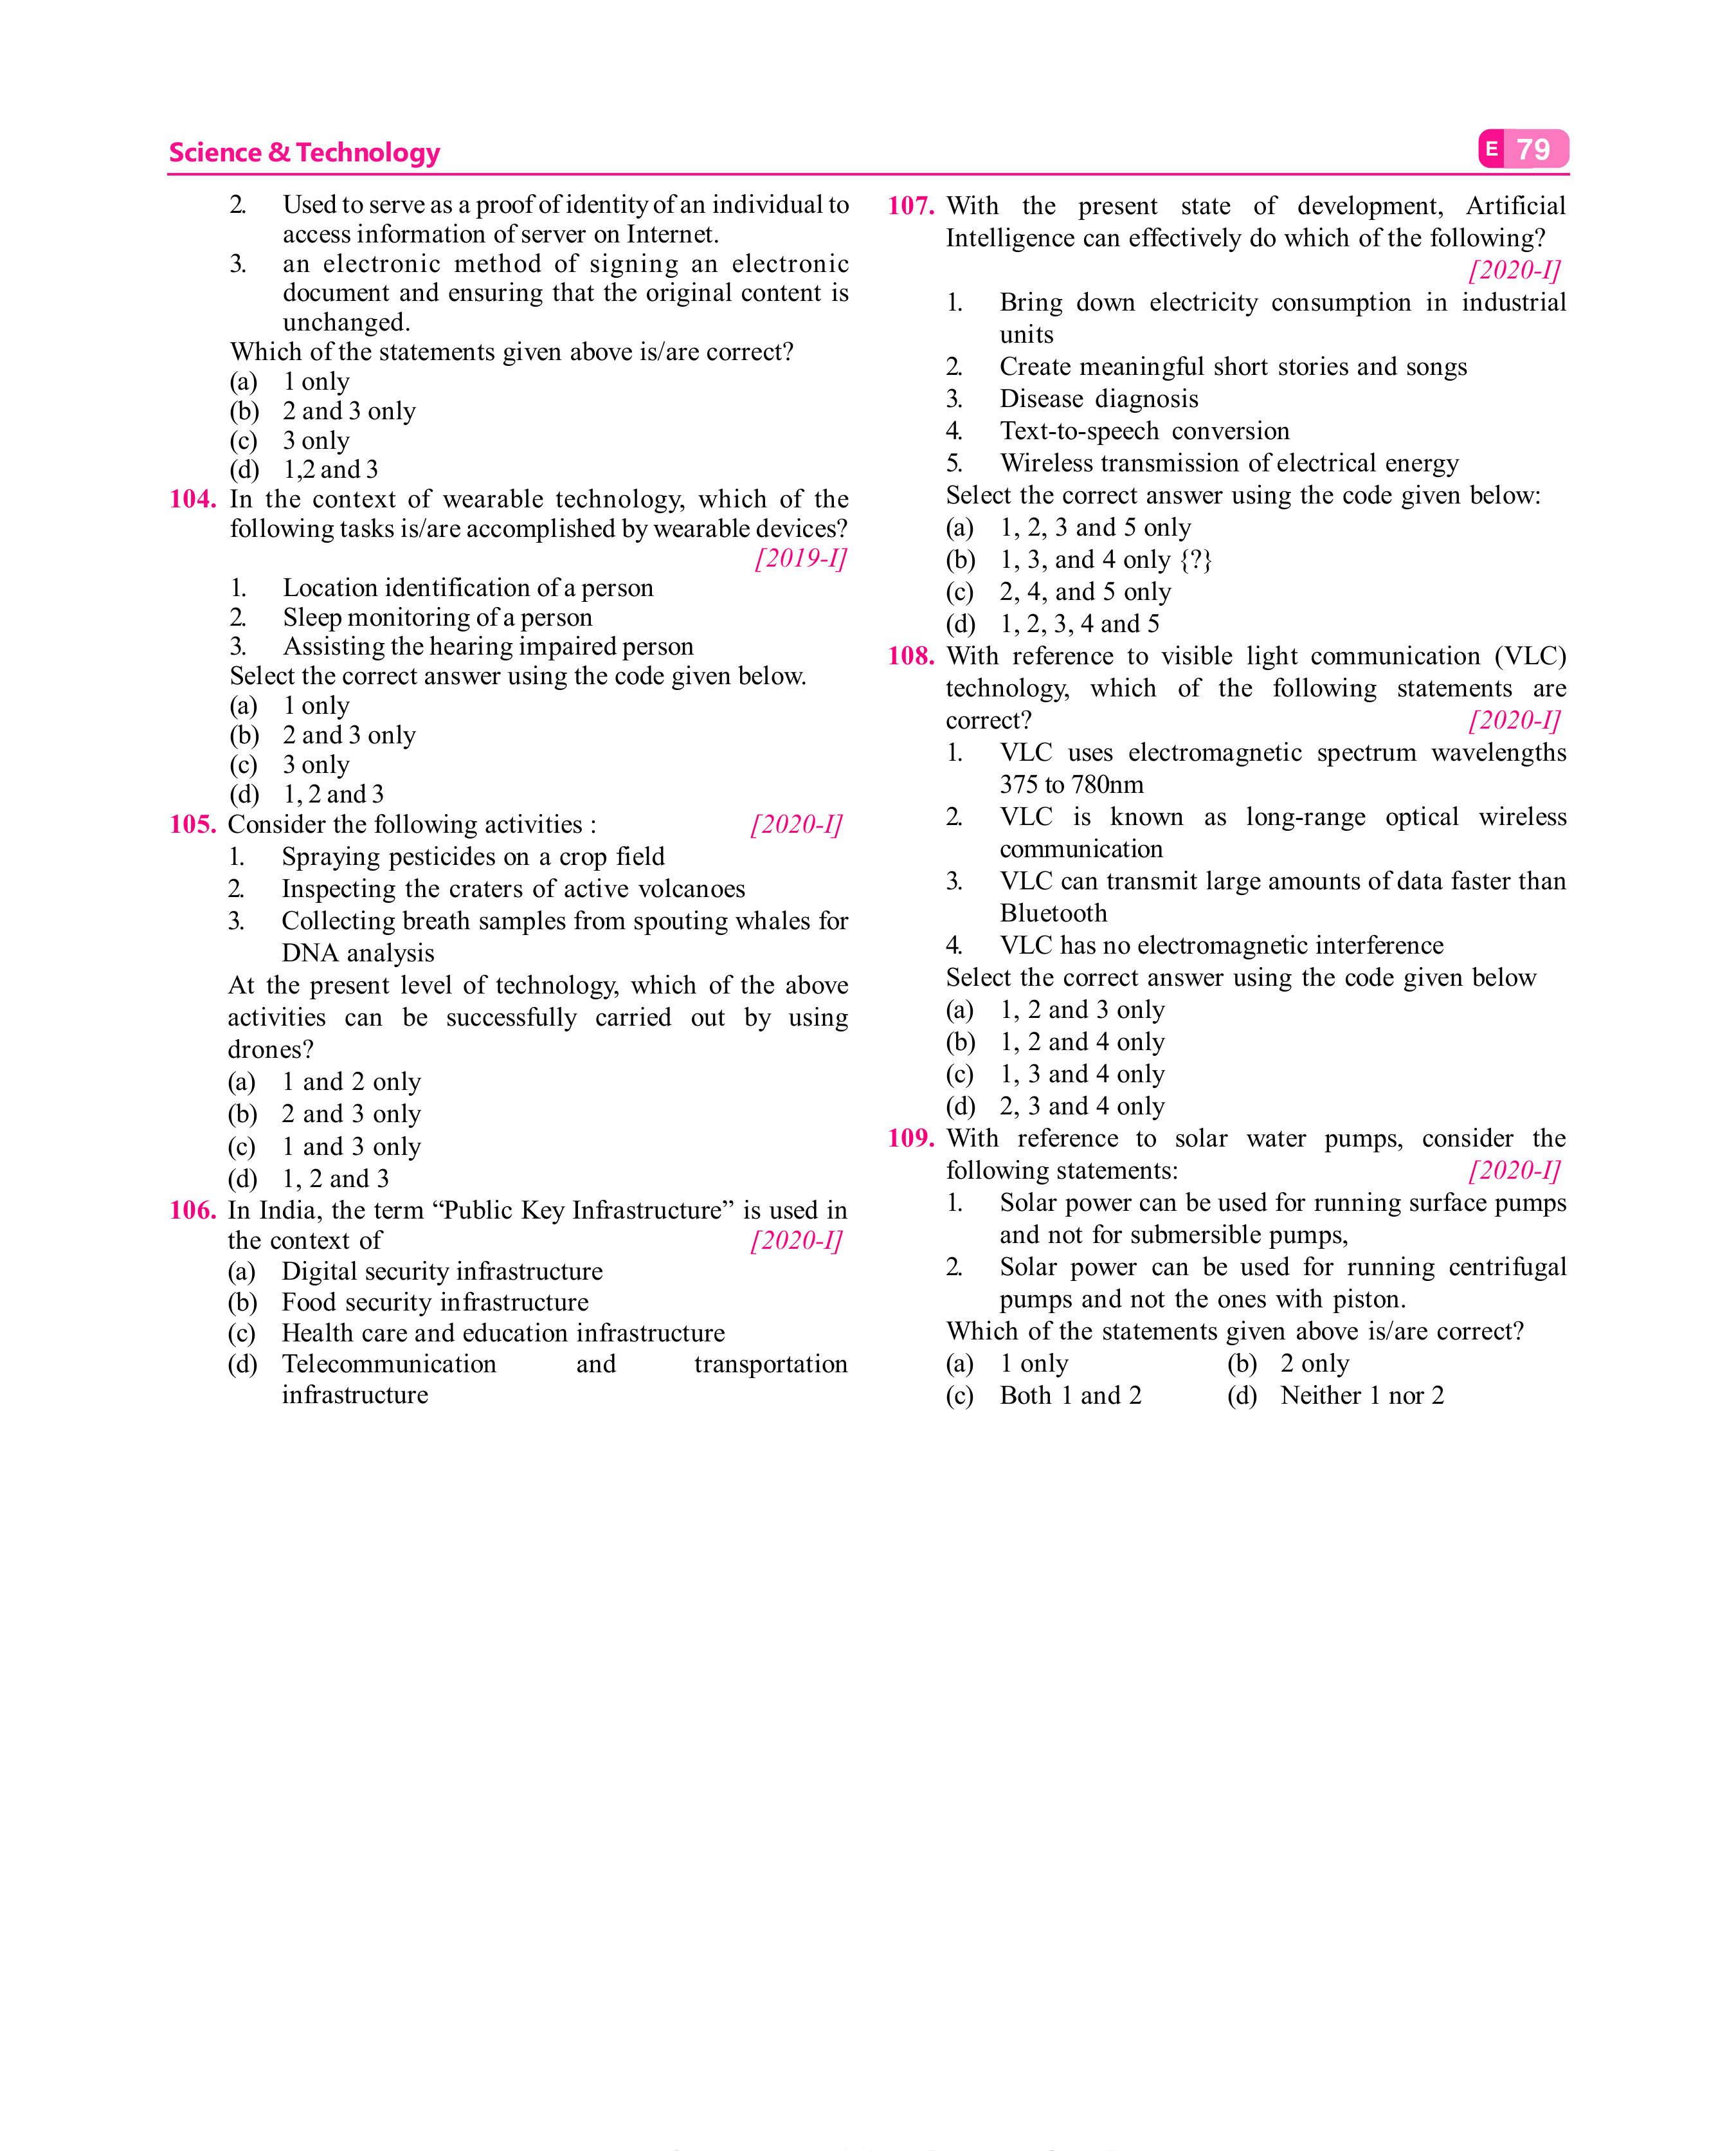 Science & Technology
E 79
2. Used to serve as a proof of identity of an individual to
access information of server on Internet.
3. an electronic method of signing an electronic
document and ensuring that the original content is
unchanged.
Which of the statements given above is/are correct?
(a) 1 only
(b) 2 and 3 only
(c) 3 only
(d) 1,2 and 3
104. In the context of wearable technology, which of the
following tasks is/are accomplished by wearable devices?
[2019-I]
1. Location identification of a person
2. Sleep monitoring of a person
3. Assisting the hearing impaired person
Select the correct answer using the code given below.
(a) 1 only
(b) 2 and 3 only
(c) 3 only
(d) 1, 2 and 3
105. Consider the following activities : [2020-I]
1. Spraying pesticides on a crop field
2. Inspecting the craters of active volcanoes
3. Collecting breath samples from spouting whales for
DNA analysis
At the present level of technology, which of the above
activities can be successfully carried out by using
drones?
(a) 1 and 2 only
(b) 2 and 3 only
(c) 1 and 3 only
(d) 1, 2 and 3
106. In India, the term “Public Key Infrastructure” is used in
the context of [2020-I]
(a) Digital security infrastructure
(b) Food security infrastructure
(c) Health care and education infrastructure
(d) Telecommunication and transportation
infrastructure
107. With the present state of development, Artificial
Intelligence can effectively do which of the following?
[2020-I]
1. Bring down electricity consumption in industrial
units
2. Create meaningful short stories and songs
3. Disease diagnosis
4. Text-to-speech conversion
5. Wireless transmission of electrical energy
Select the correct answer using the code given below:
(a) 1, 2, 3 and 5 only
(b) 1, 3, and 4 only {?}
(c) 2, 4, and 5 only
(d) 1, 2, 3, 4 and 5
108. With reference to visible light communication (VLC)
technology, which of the following statements are
correct? [2020-I]
1. VLC uses electromagnetic spectrum wavelengths
375 to 780nm
2. VLC is known as long-range optical wireless
communication
3. VLC can transmit large amounts of data faster than
Bluetooth
4. VLC has no electromagnetic interference
Select the correct answer using the code given below
(a) 1, 2 and 3 only
(b) 1, 2 and 4 only
(c) 1, 3 and 4 only
(d) 2, 3 and 4 only
109. With reference to solar water pumps, consider the
following statements: [2020-I]
1. Solar power can be used for running surface pumps
and not for submersible pumps,
2. Solar power can be used for running centrifugal
pumps and not the ones with piston.
Which of the statements given above is/are correct?
(a) 1 only (b) 2 only
(c) Both 1 and 2 (d) Neither 1 nor 2